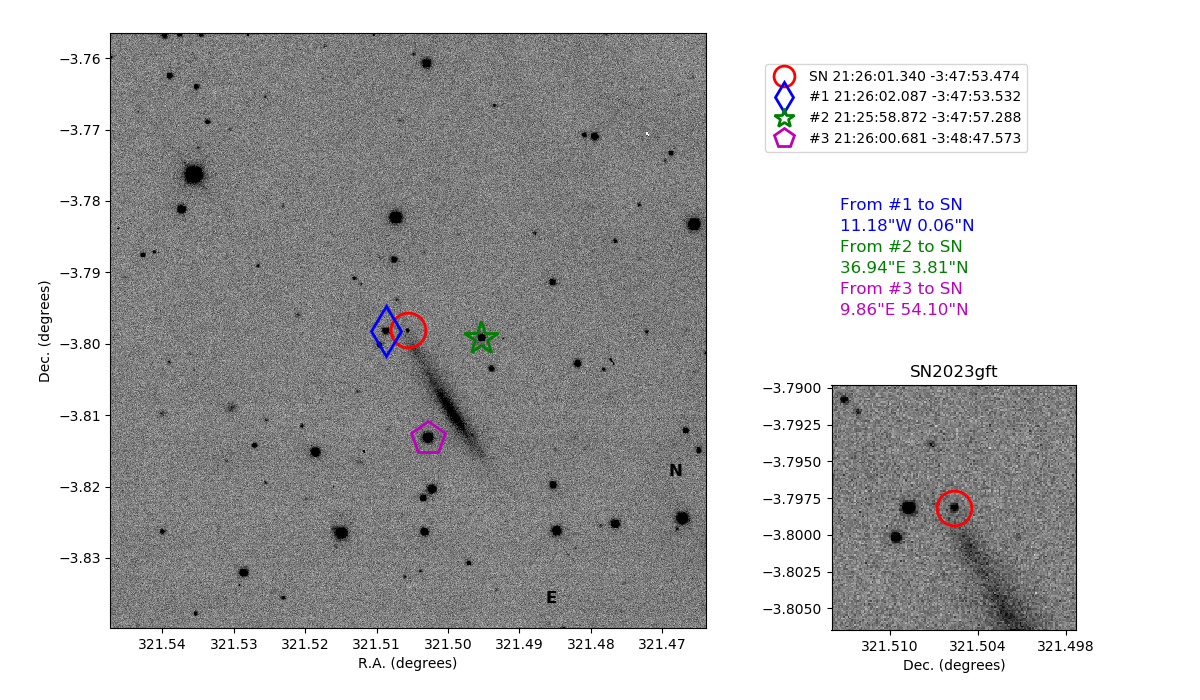 −3.76
−3.77
−3.78
−3.79
−3.80
−3.81
−3.82
−3.83
Dec. (degrees)
321.54 321.53 321.52 321.51 321.50 321.49 321.48 321.47
R.A. (degrees)
N
E
SN 21:26:01.340 -3:47:53.474
#1 21:26:02.087 -3:47:53.532
#2 21:25:58.872 -3:47:57.288
#3 21:26:00.681 -3:48:47.573
From #1 to SN
11.18"W 0.06"N
From #2 to SN
36.94"E 3.81"N
From #3 to SN
9.86"E 54.10"N
SN2023gft
−3.7900
−3.7925
−3.7950
−3.7975
−3.8000
−3.8025
−3.8050
321.510 321.504 321.498
Dec. (degrees)